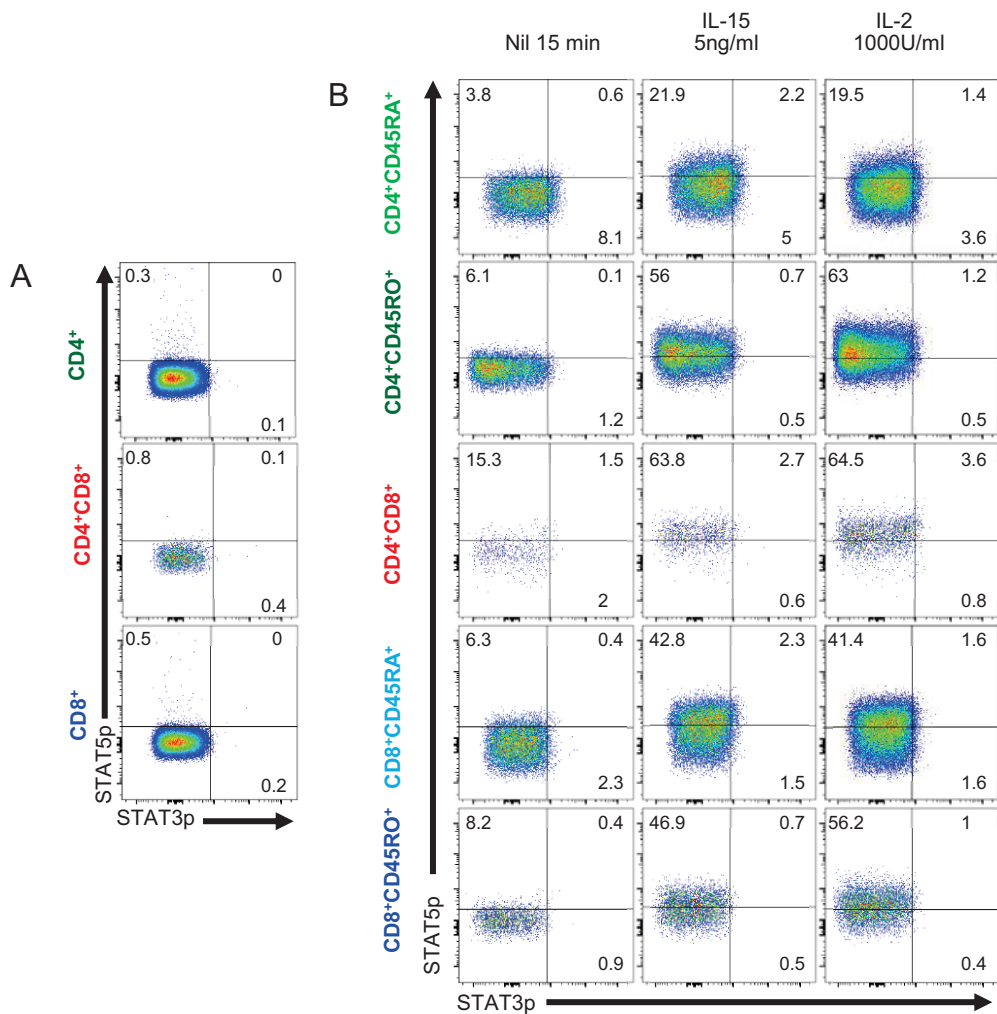 A
CD4⁺
0.3 0
0.1
CD4⁺CD8⁺
0.8 0.1
0.4
CD8⁺
0.5 0
0.2
STAT5p
STAT3p
B
Nil 15 min
IL-15
5ng/ml
IL-2
1000U/ml
CD4⁺CD45RA⁺
3.8 0.6 21.9 2.2 19.5 1.4
8.1 5 3.6
CD4⁺CD45RO⁺
6.1 0.1 56 0.7 63 1.2
1.2 0.5 0.5
CD4⁺CD8⁺
15.3 1.5 63.8 2.7 64.5 3.6
2 0.6 0.8
CD8⁺CD45RA⁺
6.3 0.4 42.8 2.3 41.4 1.6
2.3 1.5 1.6
CD8⁺CD45RO⁺
8.2 0.4 46.9 0.7 56.2 1
0.9 0.5 0.4
STAT5p
STAT3p